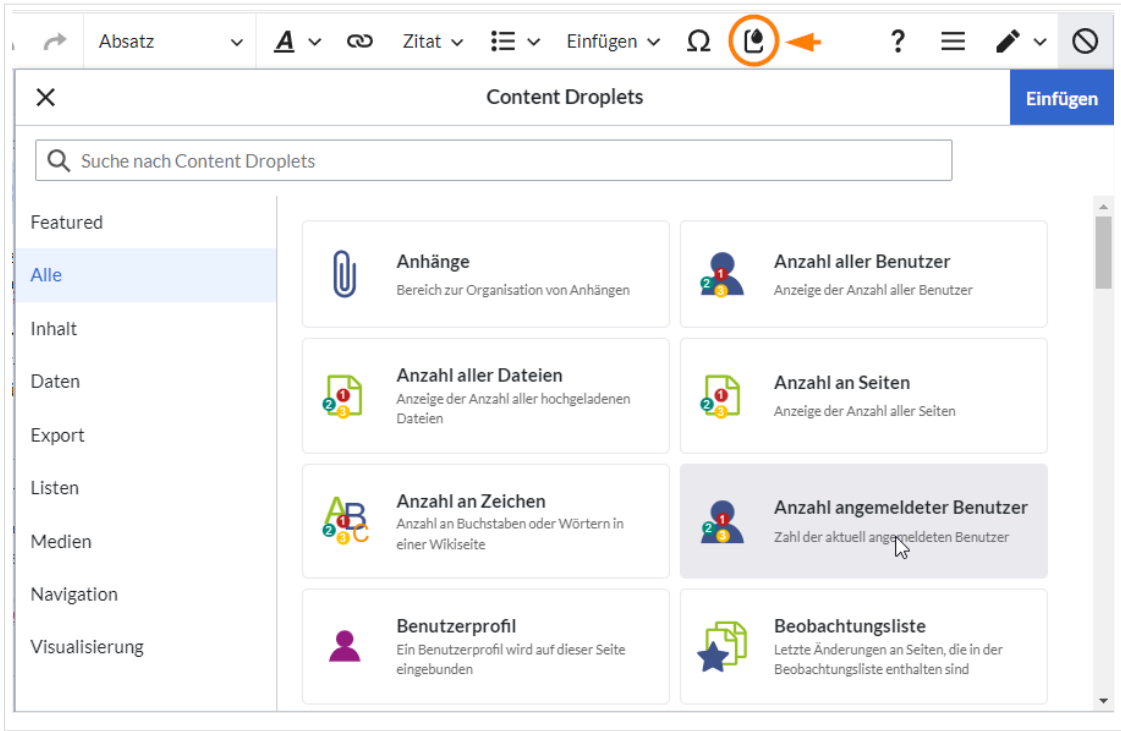 Absatz A Zitat Einfügen Ω ?
Content Droplets
Einfügen
Suche nach Content Droplets
Featured
Alle
Inhalt
Daten
Export
Listen
Medien
Navigation
Visualisierung
Anhänge
Bereich zur Organisation von Anhängen
Anzahl aller Benutzer
Anzeige der Anzahl aller Benutzer
Anzahl aller Dateien
Anzeige der Anzahl aller hochgeladenen
Dateien
Anzahl an Seiten
Anzeige der Anzahl aller Seiten
Anzahl an Zeichen
Anzahl an Buchstaben oder Wörtern in
einer Wikiseite
Anzahl angemeldeter Benutzer
Zahl der aktuell angemeldeten Benutzer
Benutzerprofil
Ein Benutzerprofil wird auf dieser Seite
eingebunden
Beobachtungsliste
Letzte Änderungen an Seiten, die in der
Beobachtungsliste enthalten sind